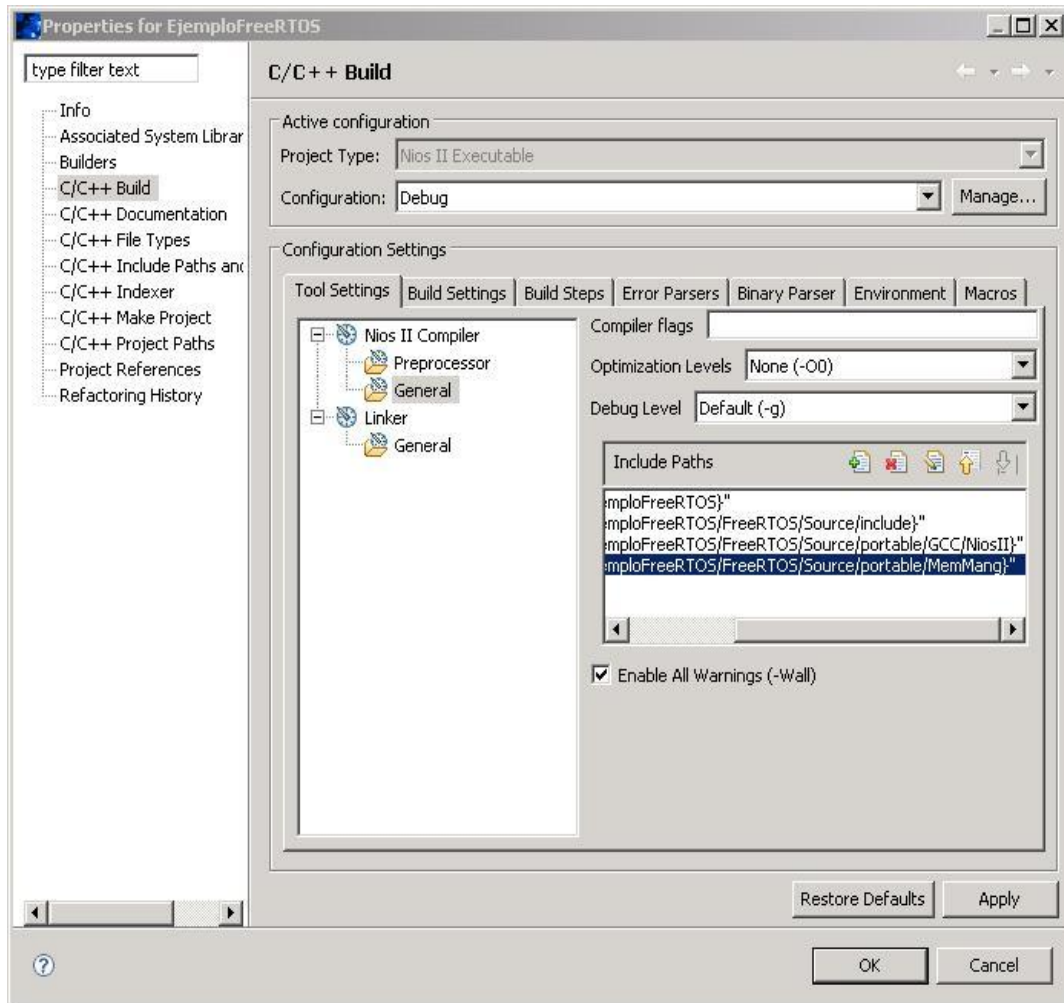 Properties for EjemploFreeRTOS
type filter text
Info
Associated System Librar
Builders
C/C++ Build
C/C++ Documentation
C/C++ File Types
C/C++ Include Paths and
C/C++ Indexer
C/C++ Make Project
C/C++ Project Paths
Project References
Refactoring History
C/C++ Build
Active configuration
Project Type: Nios II Executable
Configuration: Debug Manage...
Configuration Settings
Tool Settings Build Settings Build Steps Error Parsers Binary Parser Environment Macros
Nios II Compiler
Preprocessor
General
Linker
General
Compiler flags
Optimization Levels None (-O0)
Debug Level Default (-g)
Include Paths
emploFreeRTOS}"
emploFreeRTOS/FreeRTOS/Source/include}"
emploFreeRTOS/FreeRTOS/Source/portable/GCC/NiosII}"
emploFreeRTOS/FreeRTOS/Source/portable/MemMang}"
Enable All Warnings (-Wall)
Restore Defaults Apply
? OK Cancel